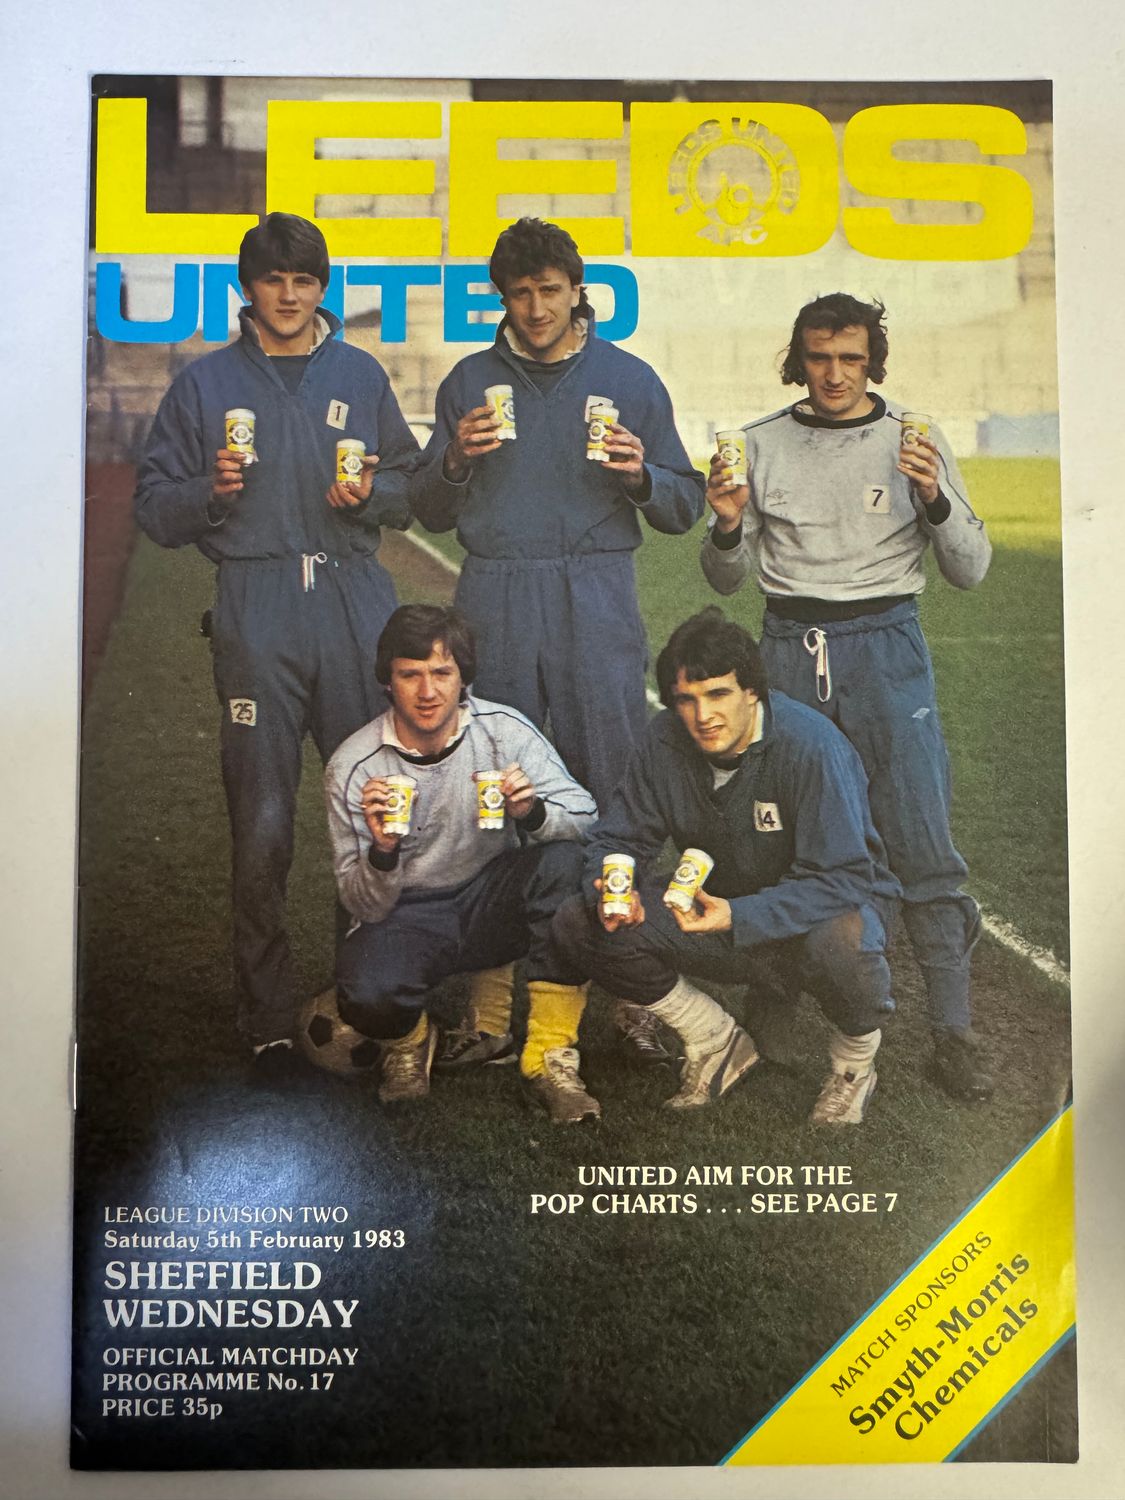 LEEDS
LEEDS UNITED
AFC
UNITED
1
7
25
4
UNITED AIM FOR THE
POP CHARTS . . . SEE PAGE 7
LEAGUE DIVISION TWO
Saturday 5th February 1983
SHEFFIELD
WEDNESDAY
OFFICIAL MATCHDAY
PROGRAMME No. 17
PRICE 35p
MATCH SPONSORS
Smyth-Morris
Chemicals